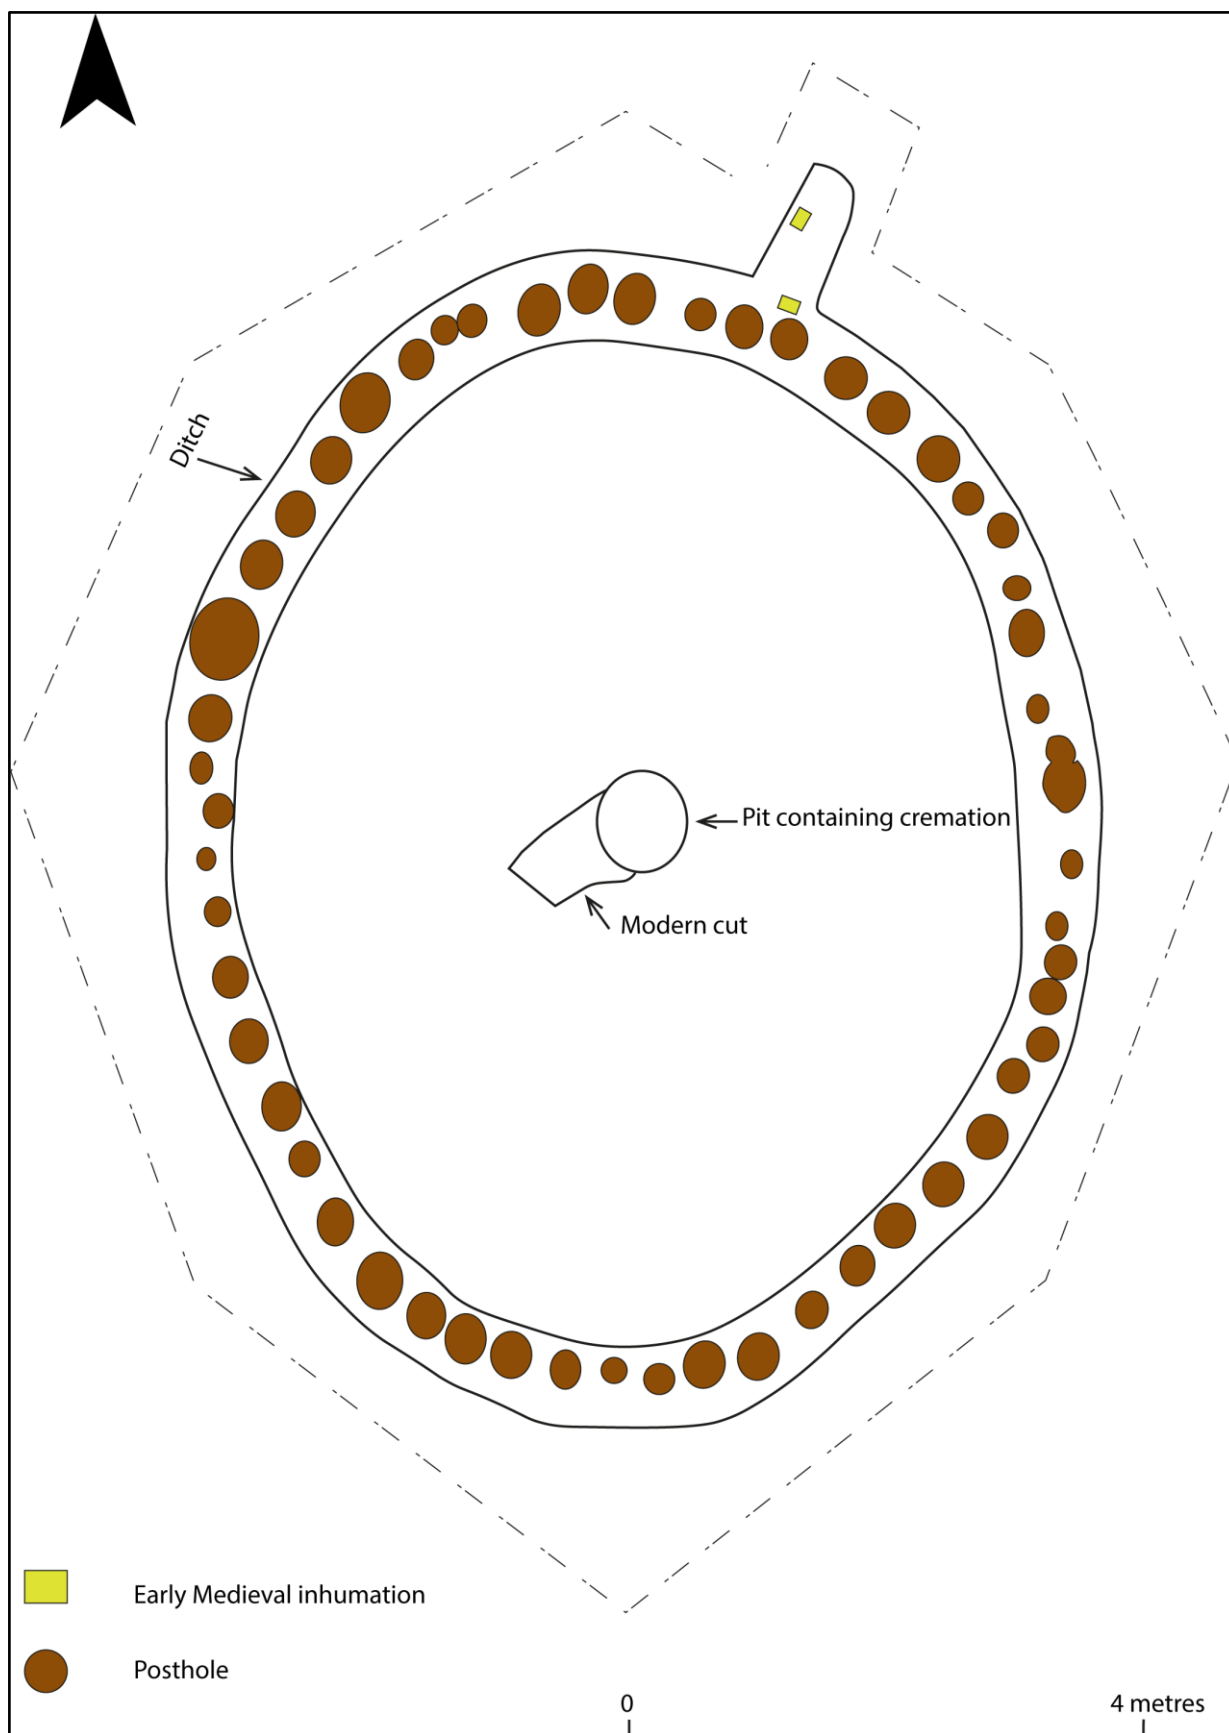 Ditch
Pit containing cremation
Modern cut
Early Medieval inhumation
Posthole
0
4 metres